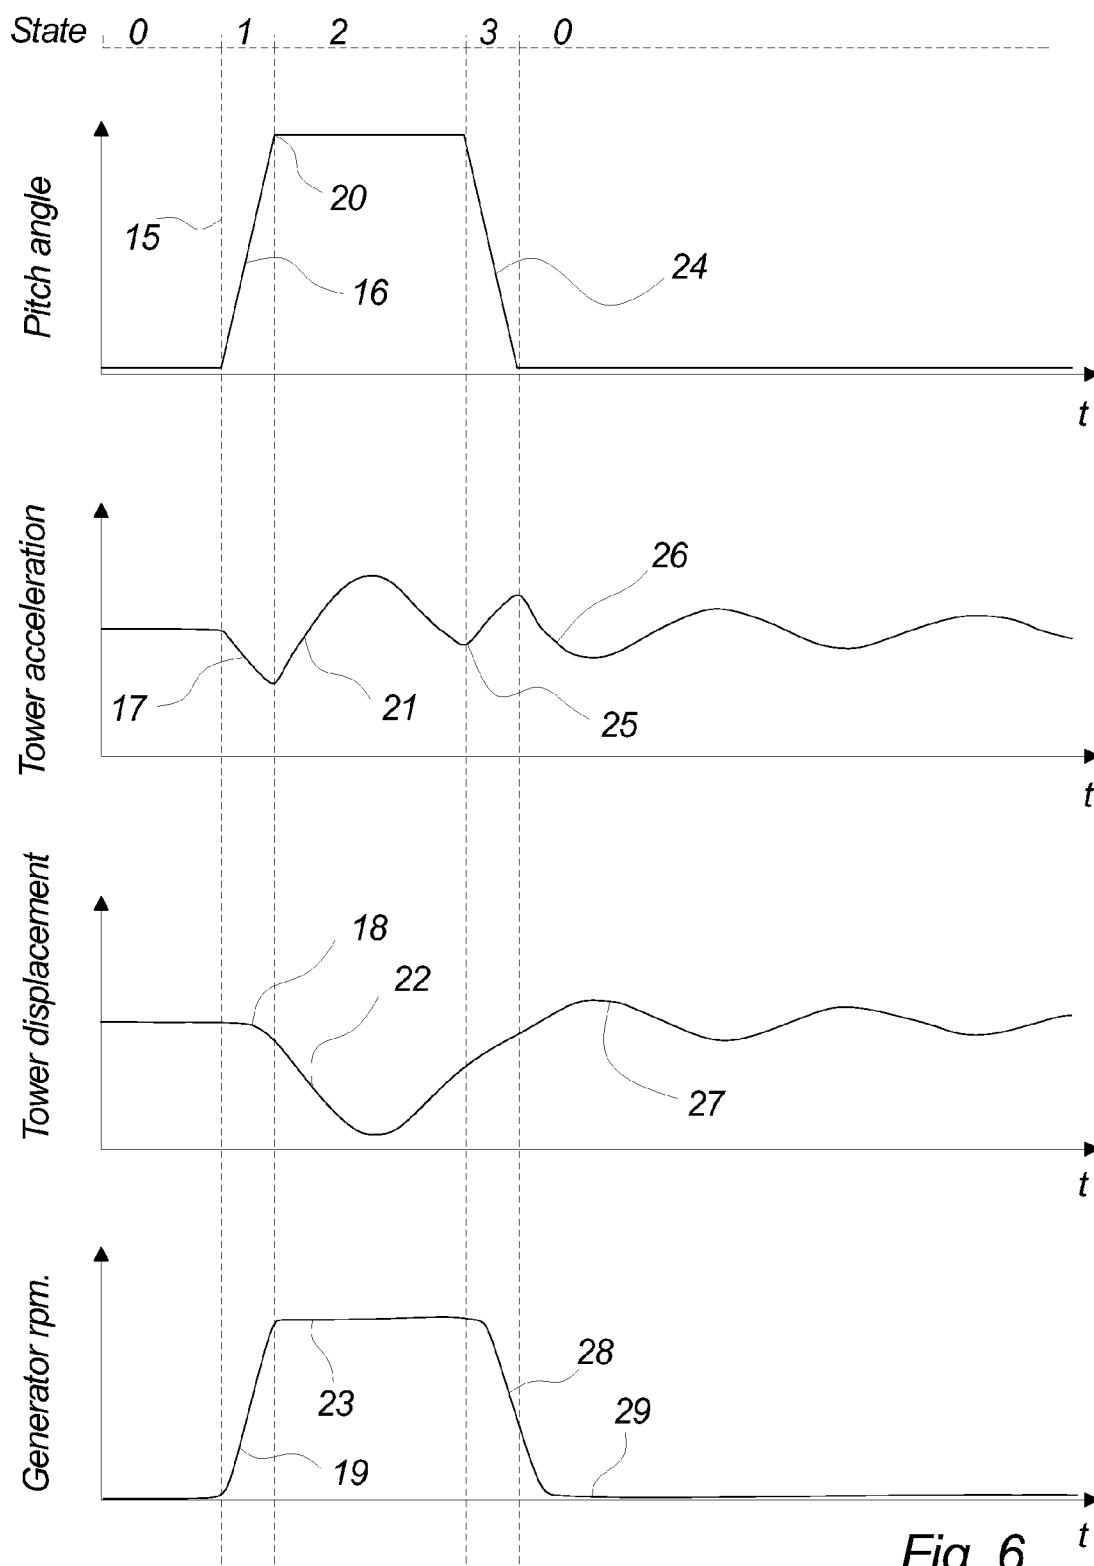 State 0 1 2 3 0
Pitch angle
15
16
20
24
t
Tower acceleration
17
21
25
26
t
Tower displacement
18
22
27
t
Generator rpm.
19
23
28
29
t
Fig. 6